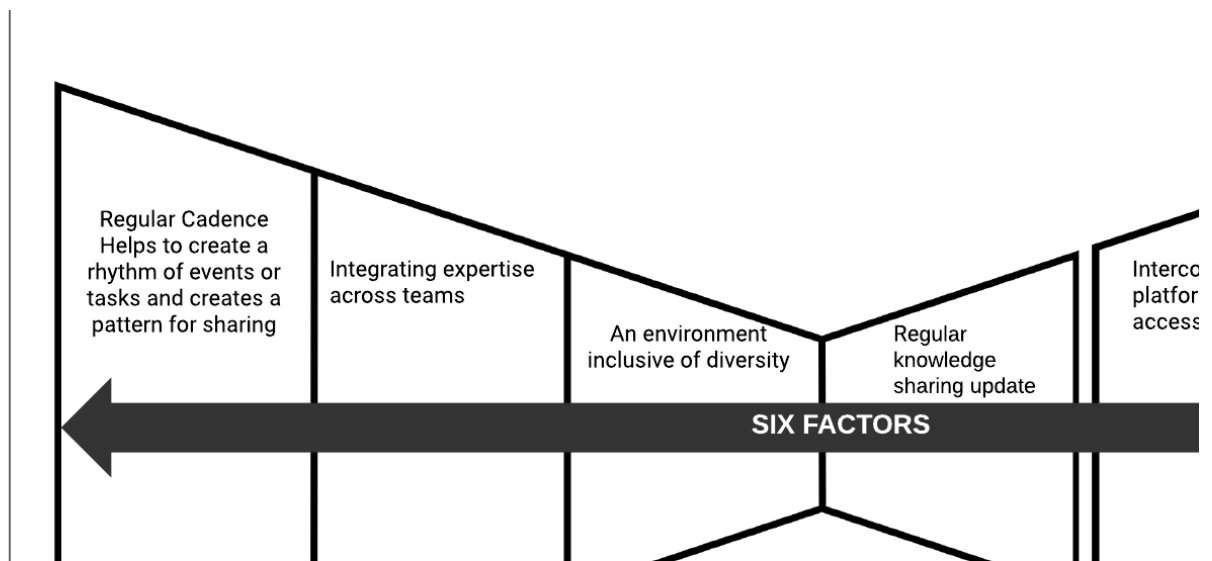 Regular Cadence
Helps to create a
rhythm of events or
tasks and creates a
pattern for sharing
Integrating expertise
across teams
An environment
inclusive of diversity
Regular
knowledge
sharing update
access
SIX FACTORS